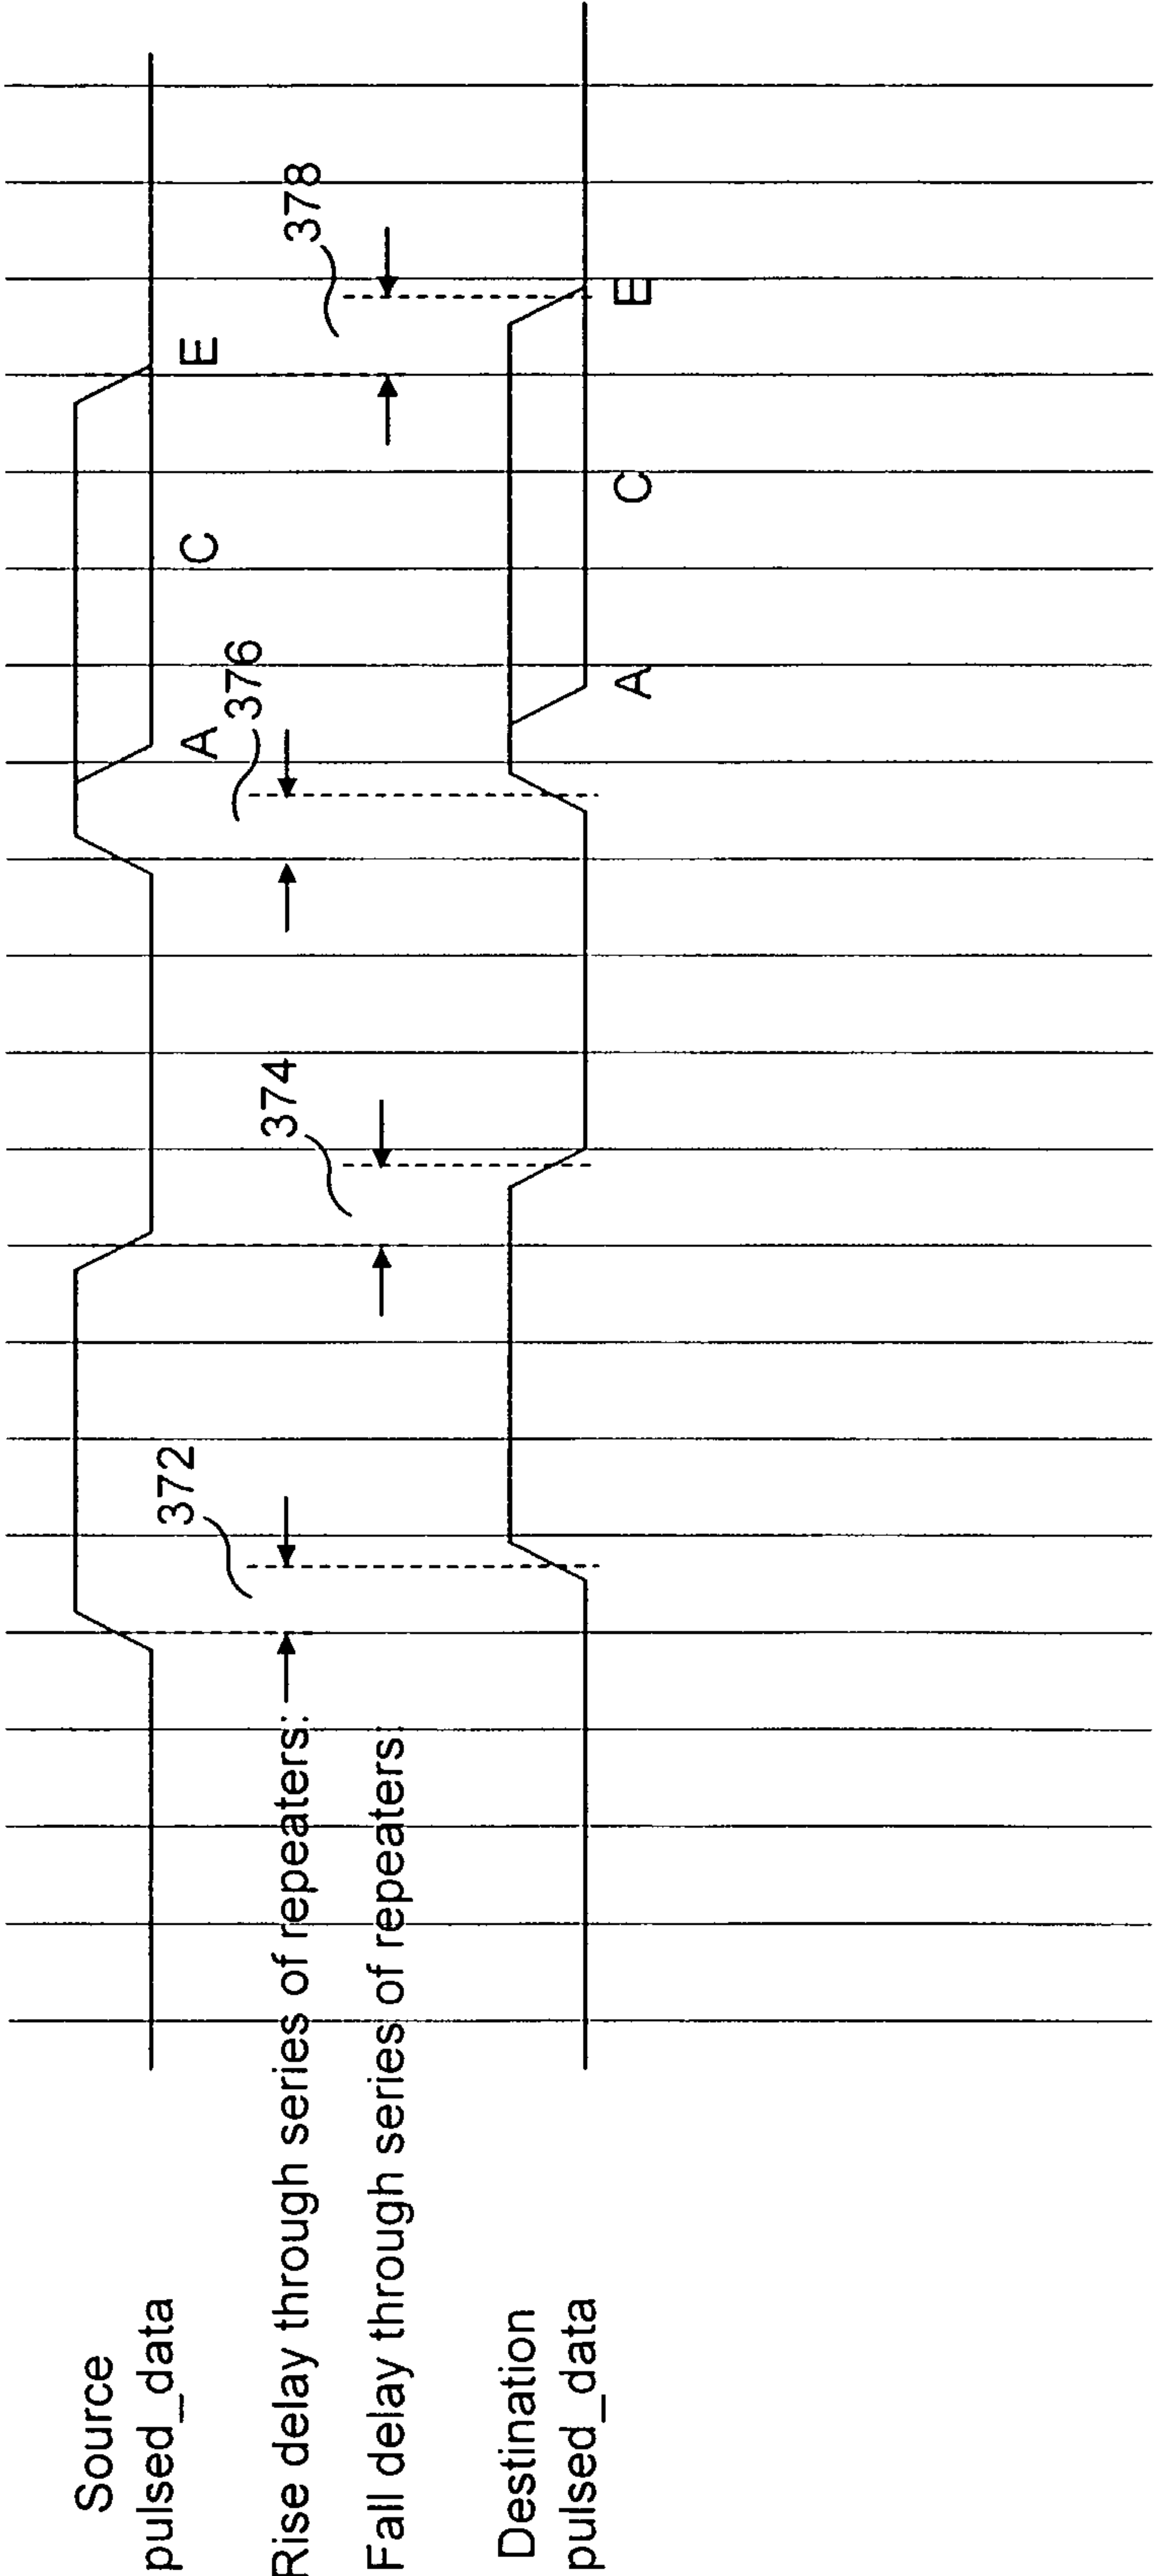 Source
pulsed_data
A
C
E
372
374
376
378
Rise delay through series of repeaters:
Fall delay through series of repeaters:
Destination
pulsed_data
A
C
E